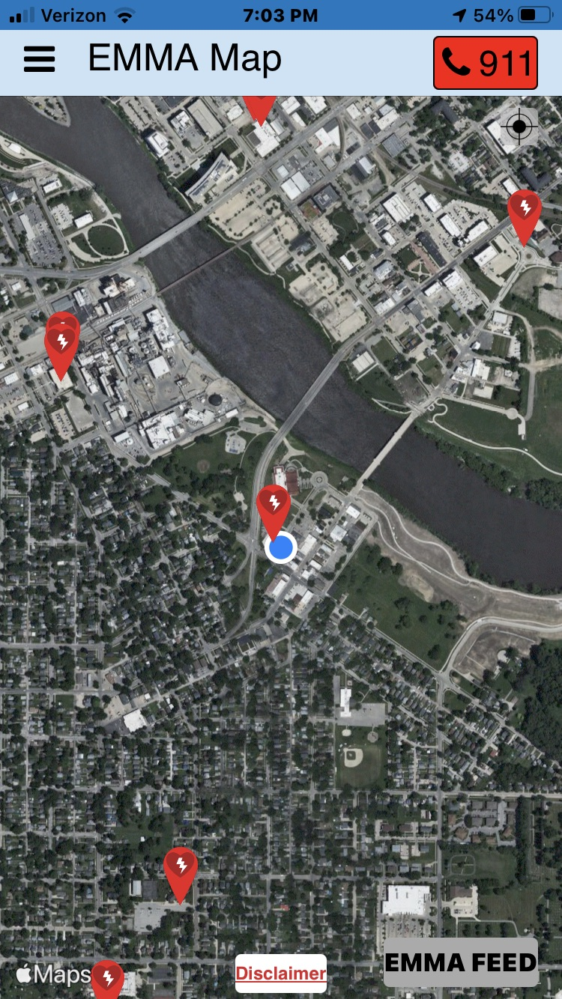 Verizon 7:03 PM 54%
EMMA Map 911
Maps Disclaimer EMMA FEED